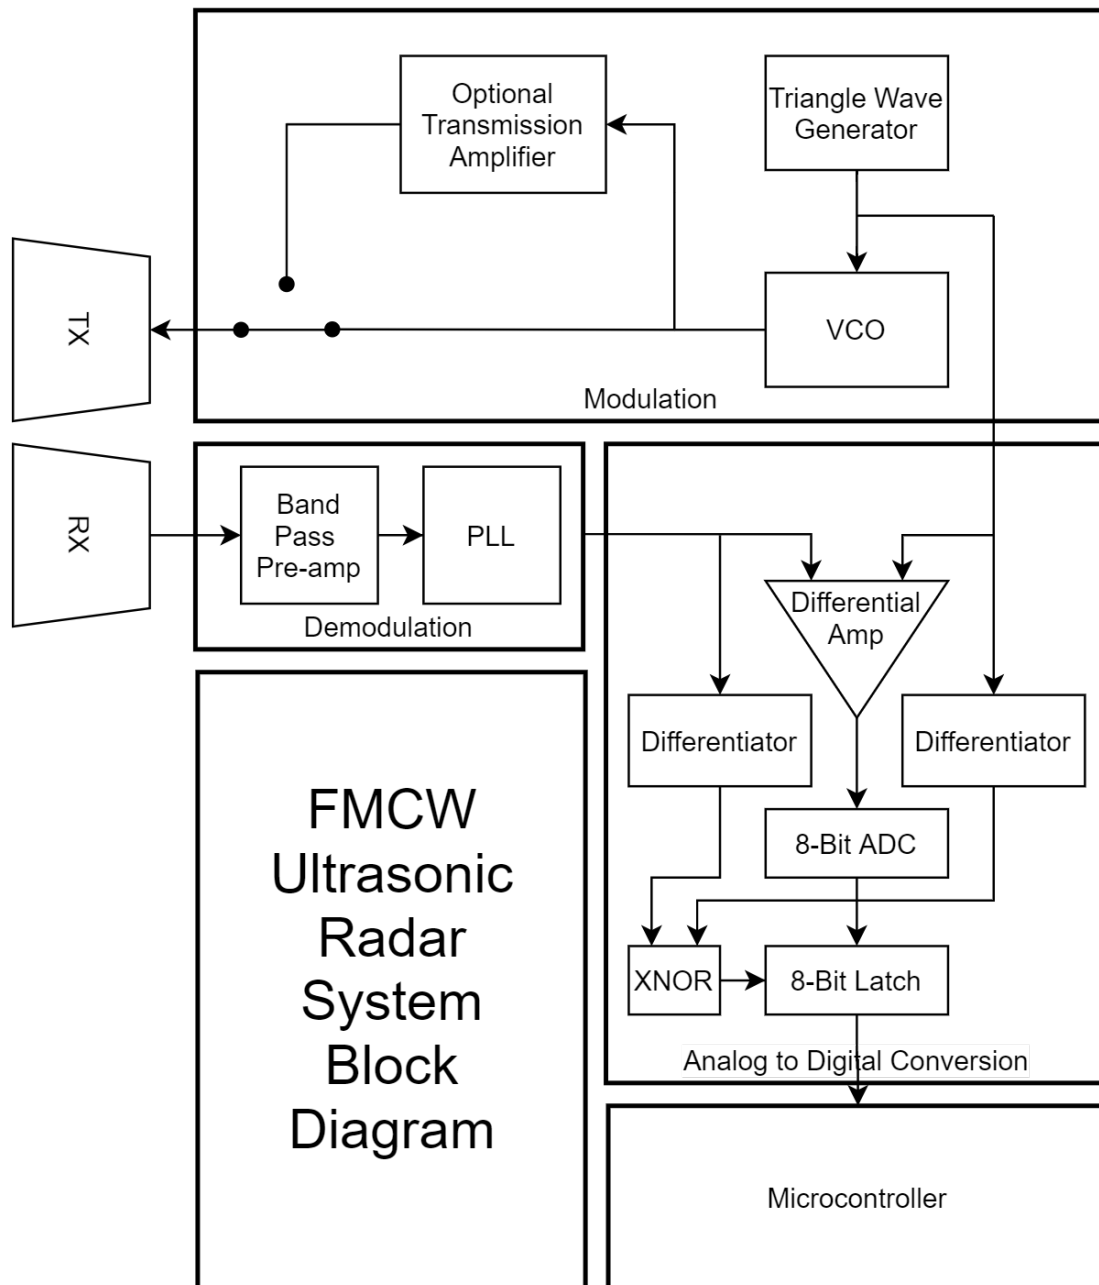 Optional
Transmission
Amplifier
Triangle Wave
Generator
TX
VCO
Modulation
RX
Band
Pass
Pre-amp
PLL
Demodulation
Differential
Amp
Differentiator
Differentiator
8-Bit ADC
XNOR
8-Bit Latch
Analog to Digital Conversion
FMCW
Ultrasonic
Radar
System
Block
Diagram
Microcontroller